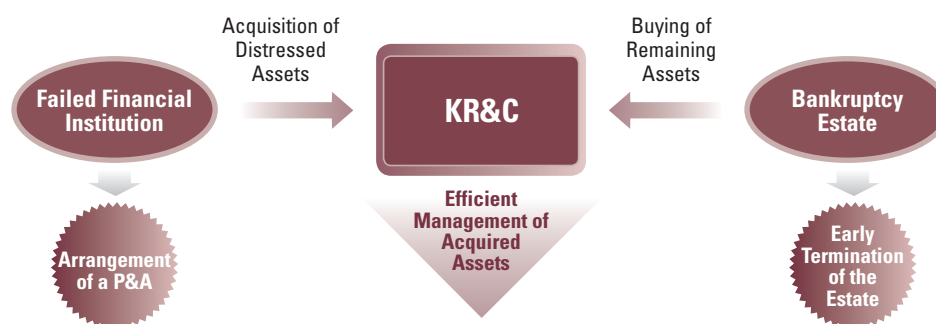 Acquisition of
Distressed
Assets
Buying of
Remaining
Assets
Failed Financial
Institution
KR&C
Bankruptcy
Estate
Efficient
Management of
Acquired
Assets
Arrangement
of a P&A
Early
Termination
of the
Estate